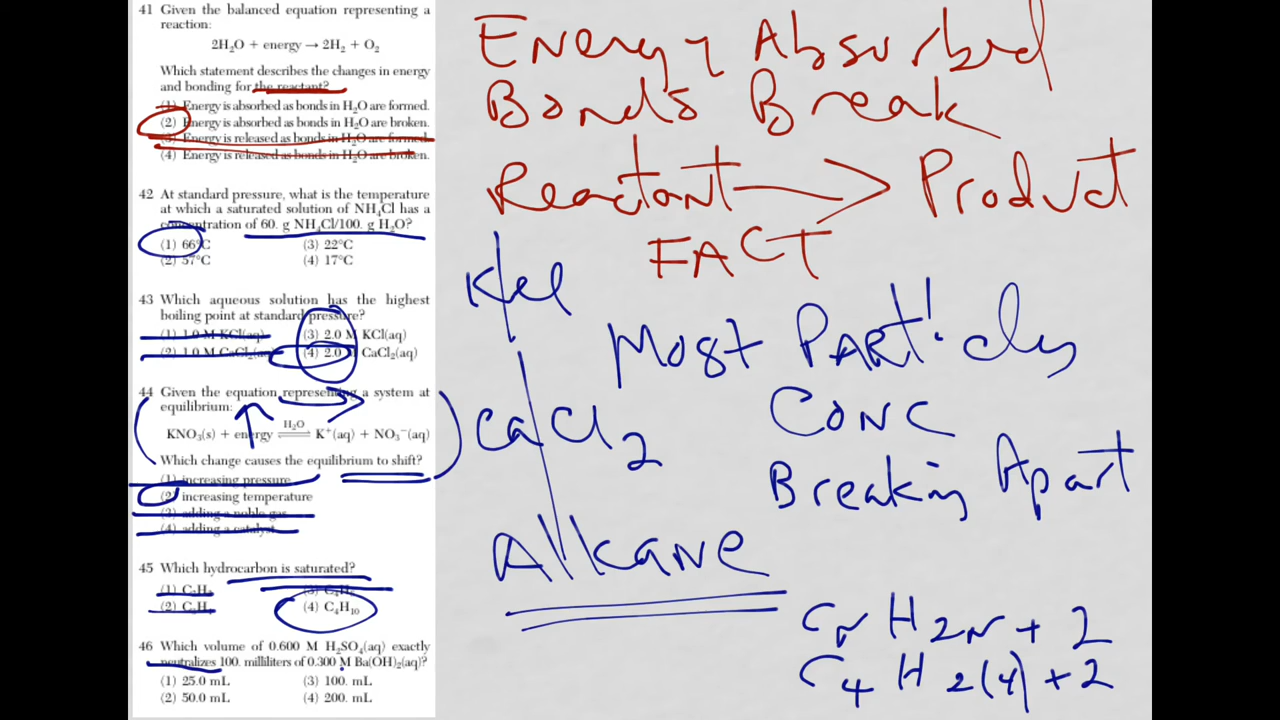 41 Given the balanced equation representing a
reaction:
2H₂O + energy → 2H₂ + O₂
Which statement describes the changes in energy
and bonding for the reactant?
(1) Energy is absorbed as bonds in H₂O are formed.
(2) Energy is absorbed as bonds in H₂O are broken.
(3) Energy is released as bonds in H₂O are formed.
(4) Energy is released as bonds in H₂O are broken.
42 At standard pressure, what is the temperature
at which a saturated solution of NH₄Cl has a
concentration of 60. g NH₄Cl/100. g H₂O?
(1) 66°C (3) 22°C
(2) 57°C (4) 17°C
43 Which aqueous solution has the highest
boiling point at standard pressure?
(1) 1.0 M KCl(aq) (3) 2.0 M KCl(aq)
(2) 1.0 M CaCl₂(aq) (4) 2.0 CaCl₂(aq)
44 Given the equation representing a system at
equilibrium:
H₂O
KNO₃(s) + energy ⇌ K⁺(aq) + NO₃⁻(aq)
Which change causes the equilibrium to shift?
(1) increasing pressure
(2) increasing temperature
(3) adding a noble gas
(4) adding a catalyst
45 Which hydrocarbon is saturated?
(1) (3)
(2) (4) C₄H₁₀
46 Which volume of 0.600 M H₂SO₄(aq) exactly
neutralizes 100. milliliters of 0.300 M Ba(OH)₂(aq)?
(1) 25.0 mL (3) 100. mL
(2) 50.0 mL (4) 200. mL
Energy Absorbed
Bonds Break
Reactant → Product
FACT
KCl
Most Particles
CaCl₂
Conc
Breaking Apart
Alkane
CN H2N + 2
C4 H2(4) + 2